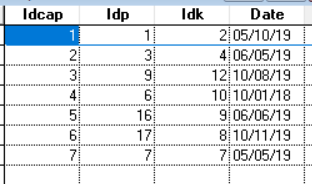 Idcap Idp Idk Date
1 1 2 05/10/19
2 3 4 06/05/19
3 9 12 10/08/19
4 6 10 10/01/18
5 16 9 06/06/19
6 17 8 10/11/19
7 7 7 05/05/19